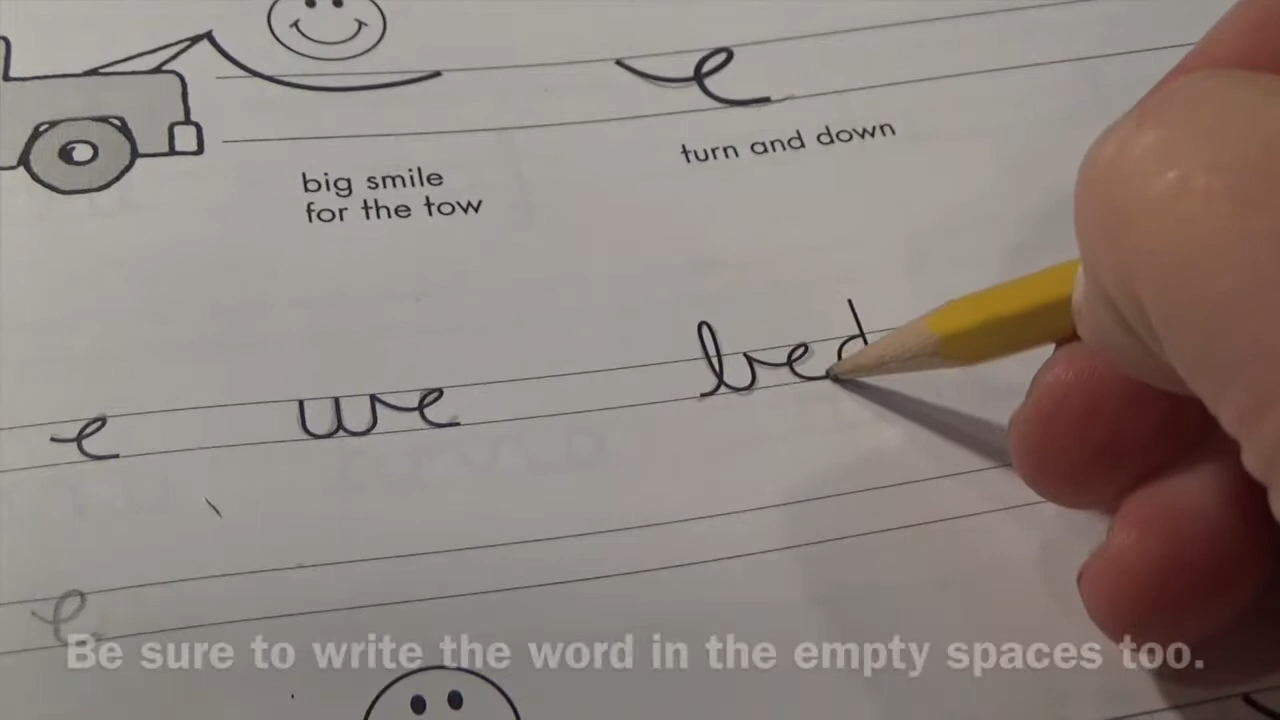 e
turn and down
big smile
for the tow
e we bed
e
Be sure to write the word in the empty spaces too.